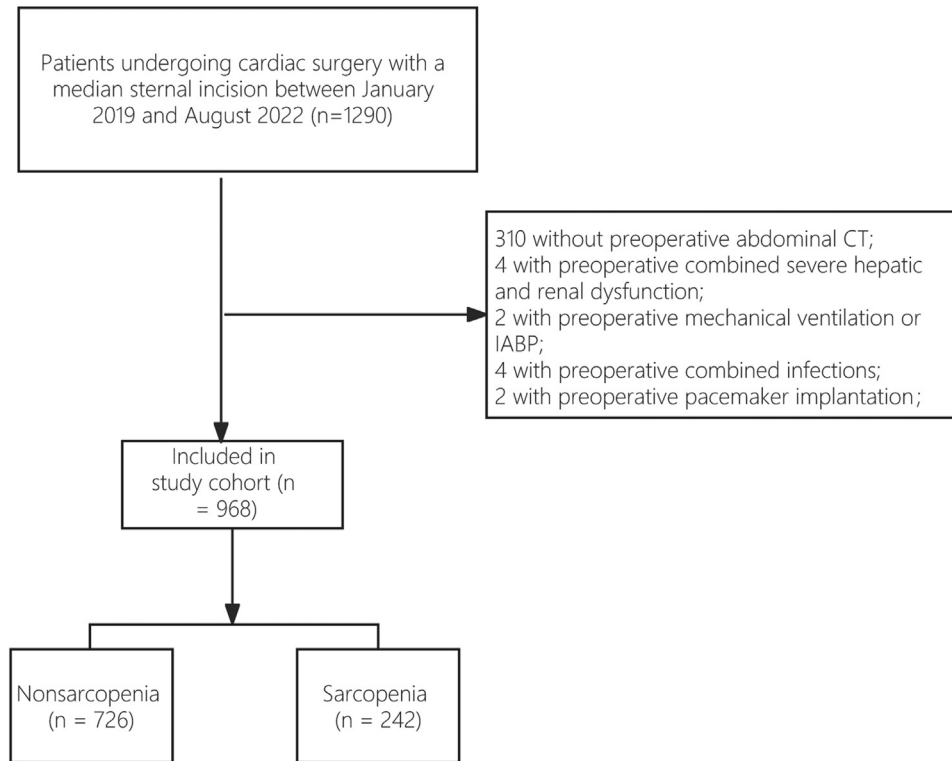 Patients undergoing cardiac surgery with a
median sternal incision between January
2019 and August 2022 (n=1290)
310 without preoperative abdominal CT;
4 with preoperative combined severe hepatic
and renal dysfunction;
2 with preoperative mechanical ventilation or
IABP;
4 with preoperative combined infections;
2 with preoperative pacemaker implantation;
Included in
study cohort (n
= 968)
Nonsarcopenia
(n = 726)
Sarcopenia
(n = 242)